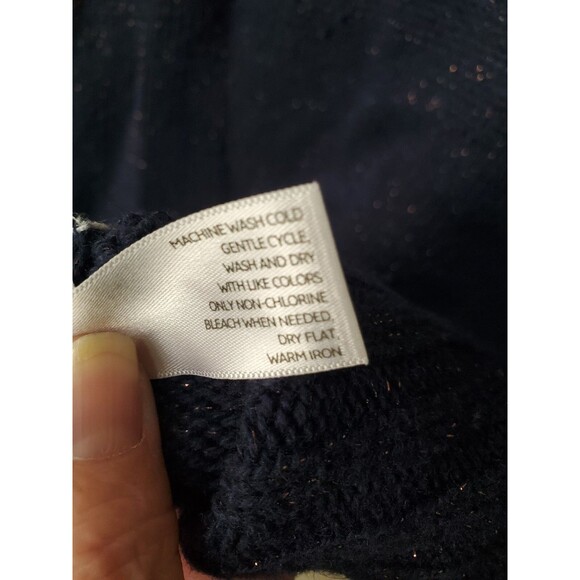 MACHINE WASH COLD
GENTLE CYCLE,
WASH AND DRY
WITH LIKE COLORS
ONLY NON-CHLORINE
BLEACH WHEN NEEDED,
DRY FLAT,
WARM IRON